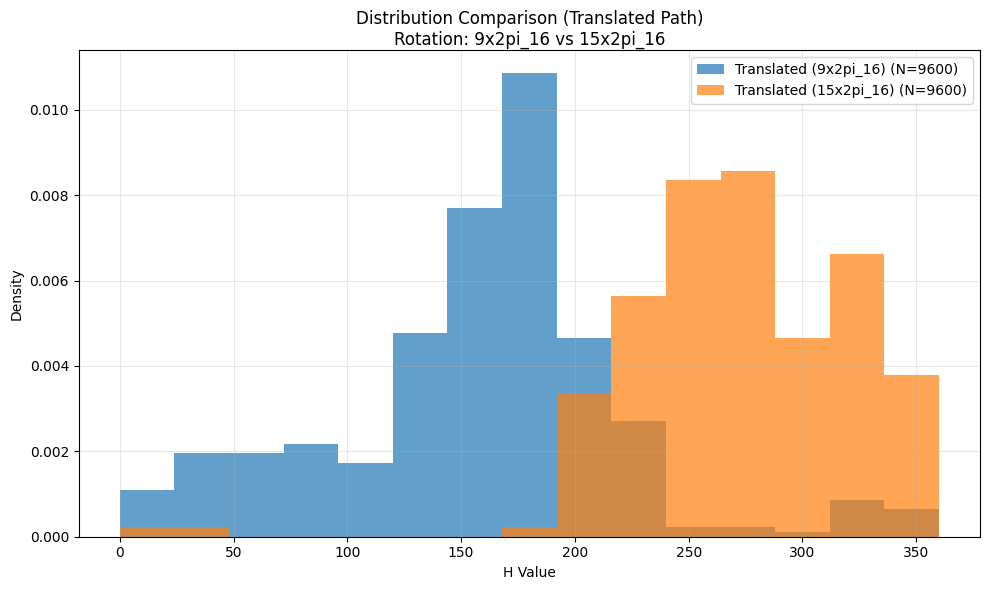 Distribution Comparison (Translated Path)
Rotation: 9x2pi_16 vs 15x2pi_16
Translated (9x2pi_16) (N=9600)
Translated (15x2pi_16) (N=9600)
0.010
0.008
0.006
0.004
0.002
0.000
Density
0 50 100 150 200 250 300 350
H Value